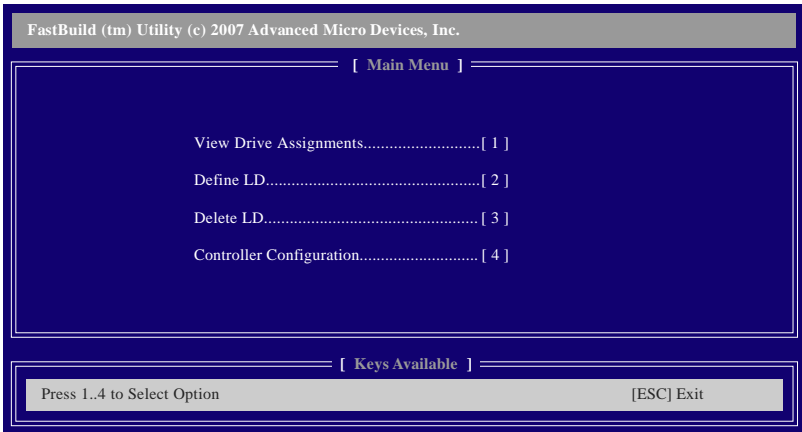 FastBuild (tm) Utility (c) 2007 Advanced Micro Devices, Inc.
[ Main Menu ]
View Drive Assignments...........................[ 1 ]
Define LD..................................................[ 2 ]
Delete LD.................................................. [ 3 ]
Controller Configuration............................ [ 4 ]
[ Keys Available ]
Press 1..4 to Select Option [ESC] Exit